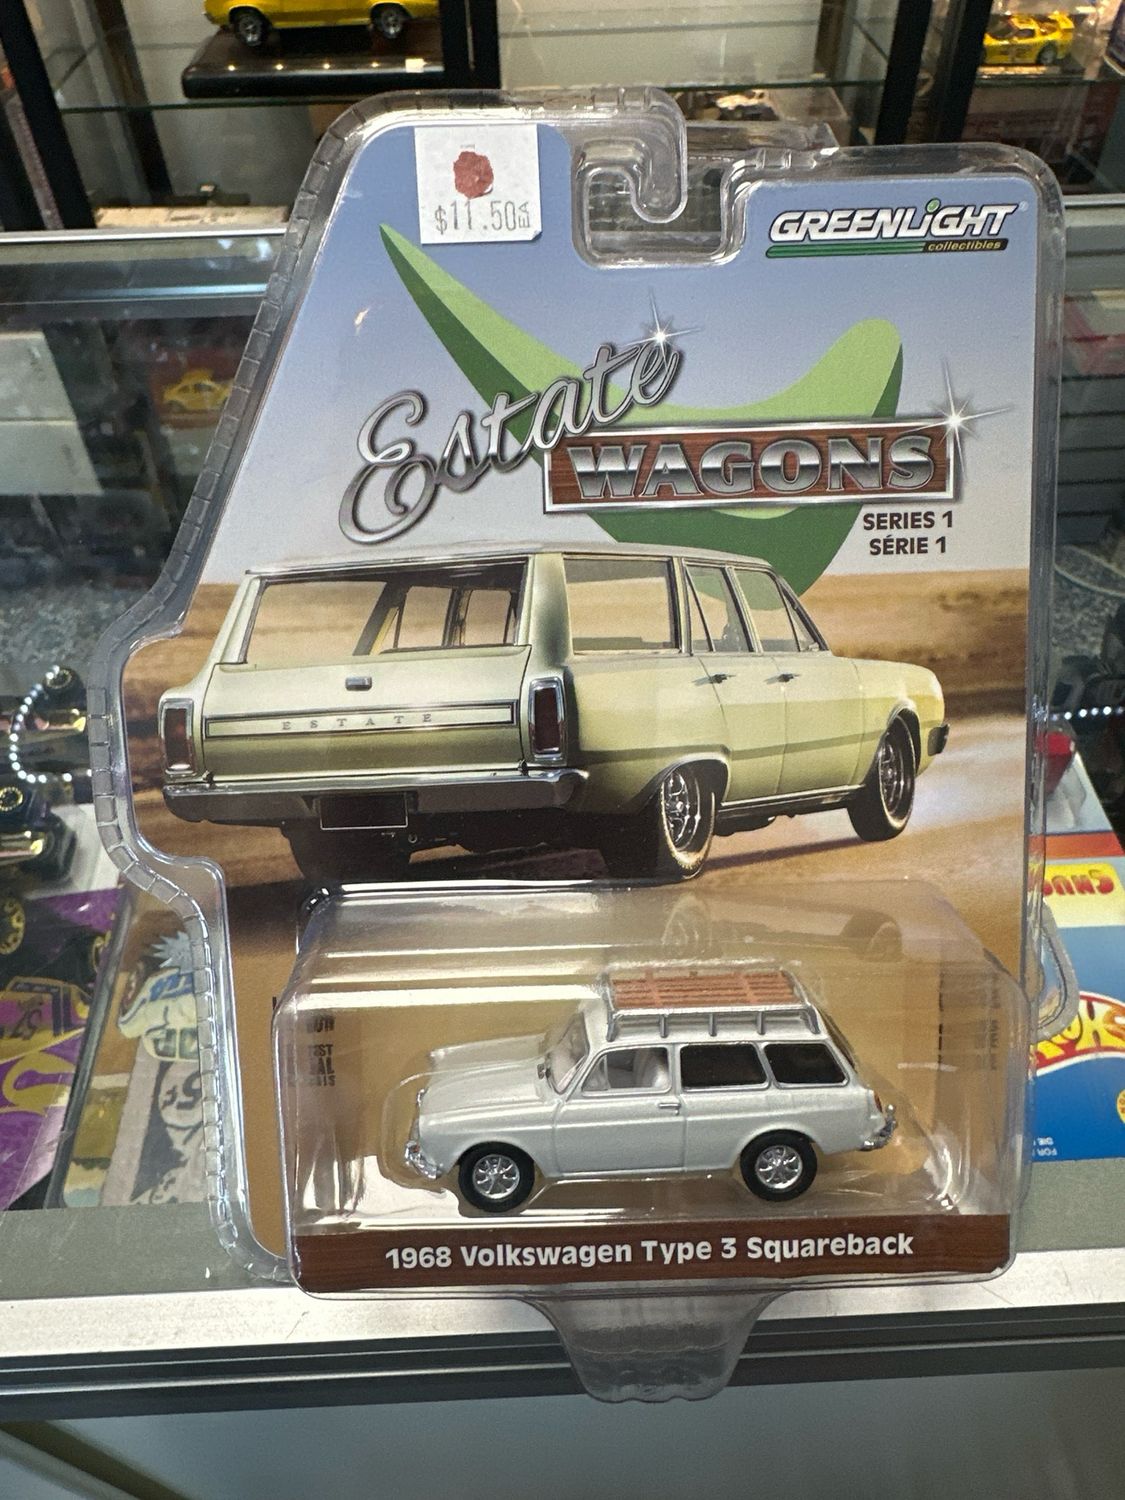 $11.50
GREENLiGHT
collectibles
Estate
WAGONS
SERIES 1
SÉRIE 1
ESTATE
1968 Volkswagen Type 3 Squareback